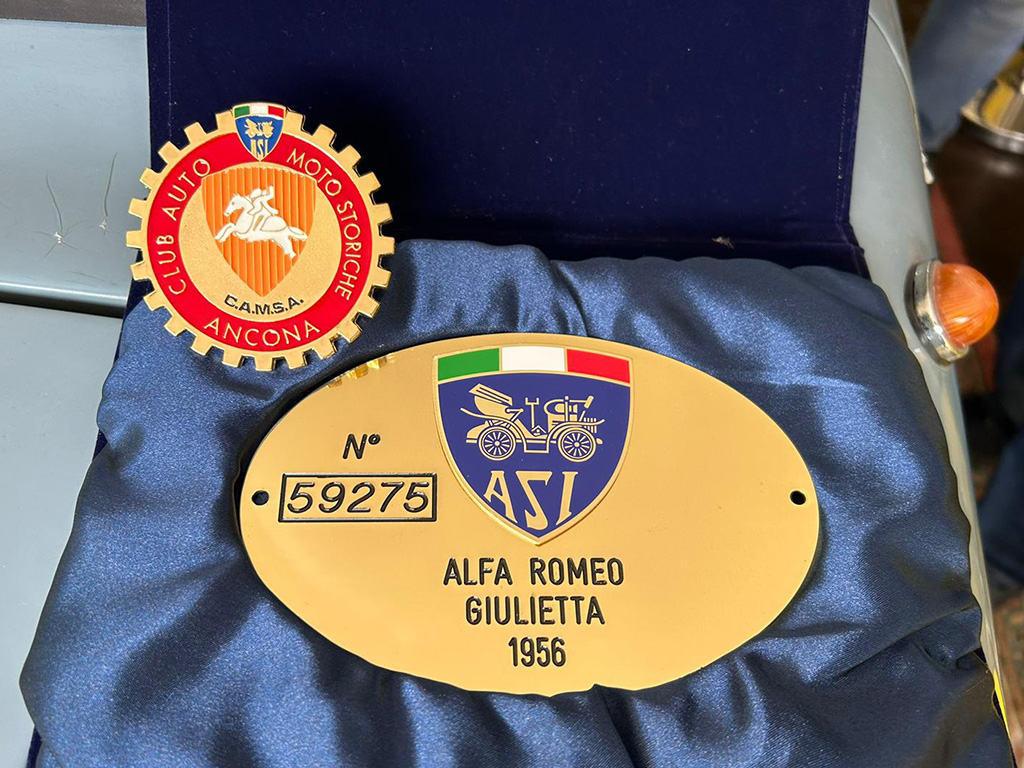 ASI
CLUB AUTO MOTO STORICHE
C.A.M.S.A.
ANCONA
N°
59275
ASI
ALFA ROMEO
GIULIETTA
1956